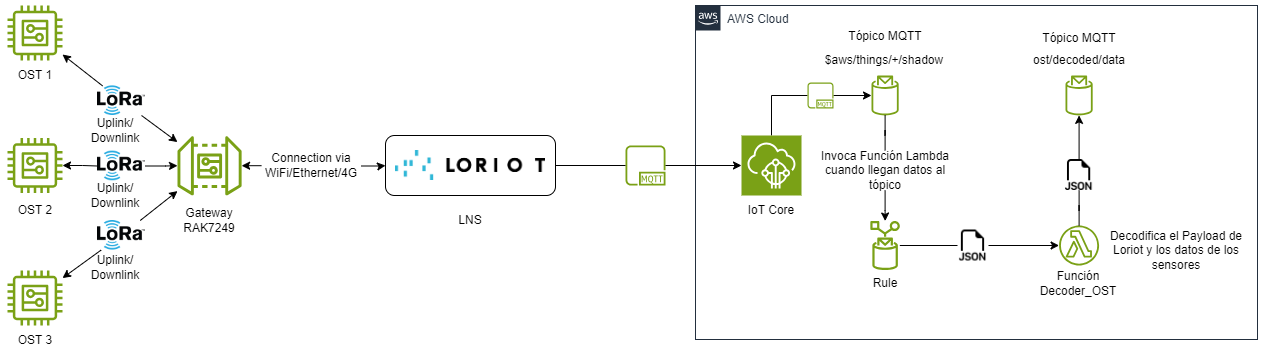 OST 1
LoRa™
Uplink/
Downlink
OST 2
LoRa™
Uplink/
Downlink
OST 3
LoRa™
Uplink/
Downlink
Gateway
RAK7249
Connection via
WiFi/Ethernet/4G
LORIOT
LNS
MQTT
aws
AWS Cloud
IoT Core
MQTT
Tópico MQTT
$aws/things/+/shadow
Invoca Función Lambda
cuando llegan datos al
tópico
Rule
JSON
Tópico MQTT
ost/decoded/data
JSON
Función
Decoder_OST
Decodifica el Payload de
Loriot y los datos de los
sensores